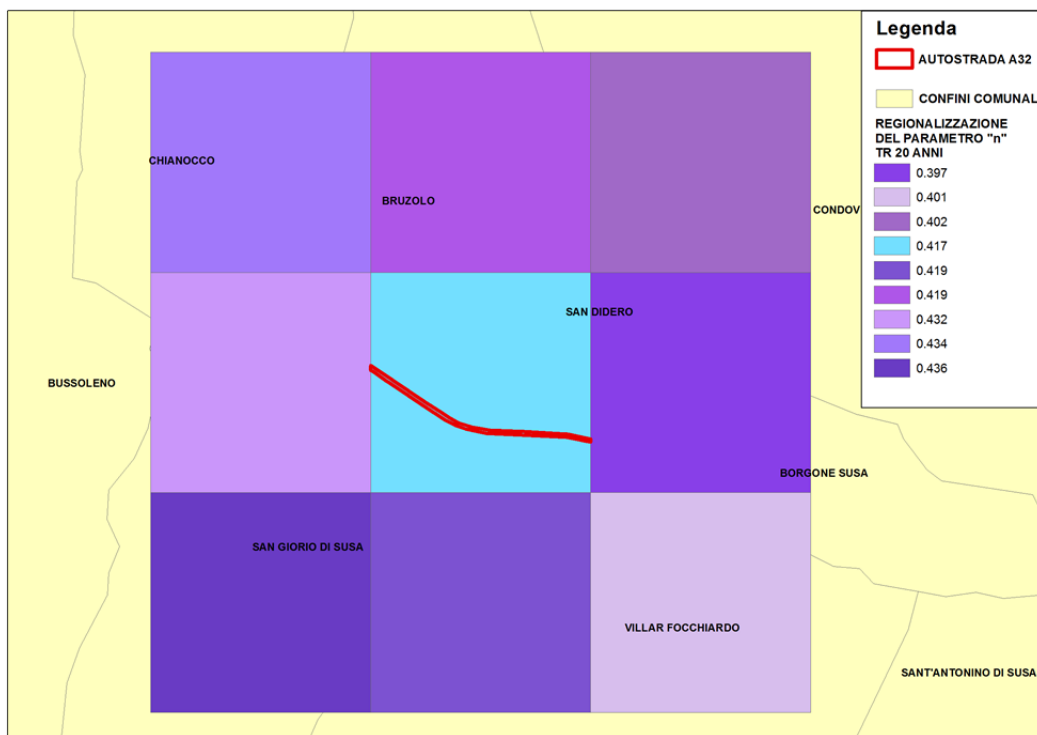 Legenda
AUTOSTRADA A32
CONFINI COMUNAL
REGIONALIZZAZIONE
DEL PARAMETRO "n"
TR 20 ANNI
0.397
0.401
0.402
0.417
0.419
0.419
0.432
0.434
0.436
CHIANOCCO
BRUZOLO
CONDOV
SAN DIDERO
BUSSOLENO
BORGONE SUSA
SAN GIORIO DI SUSA
VILLAR FOCCHIARDO
SANT'ANTONINO DI SUSA